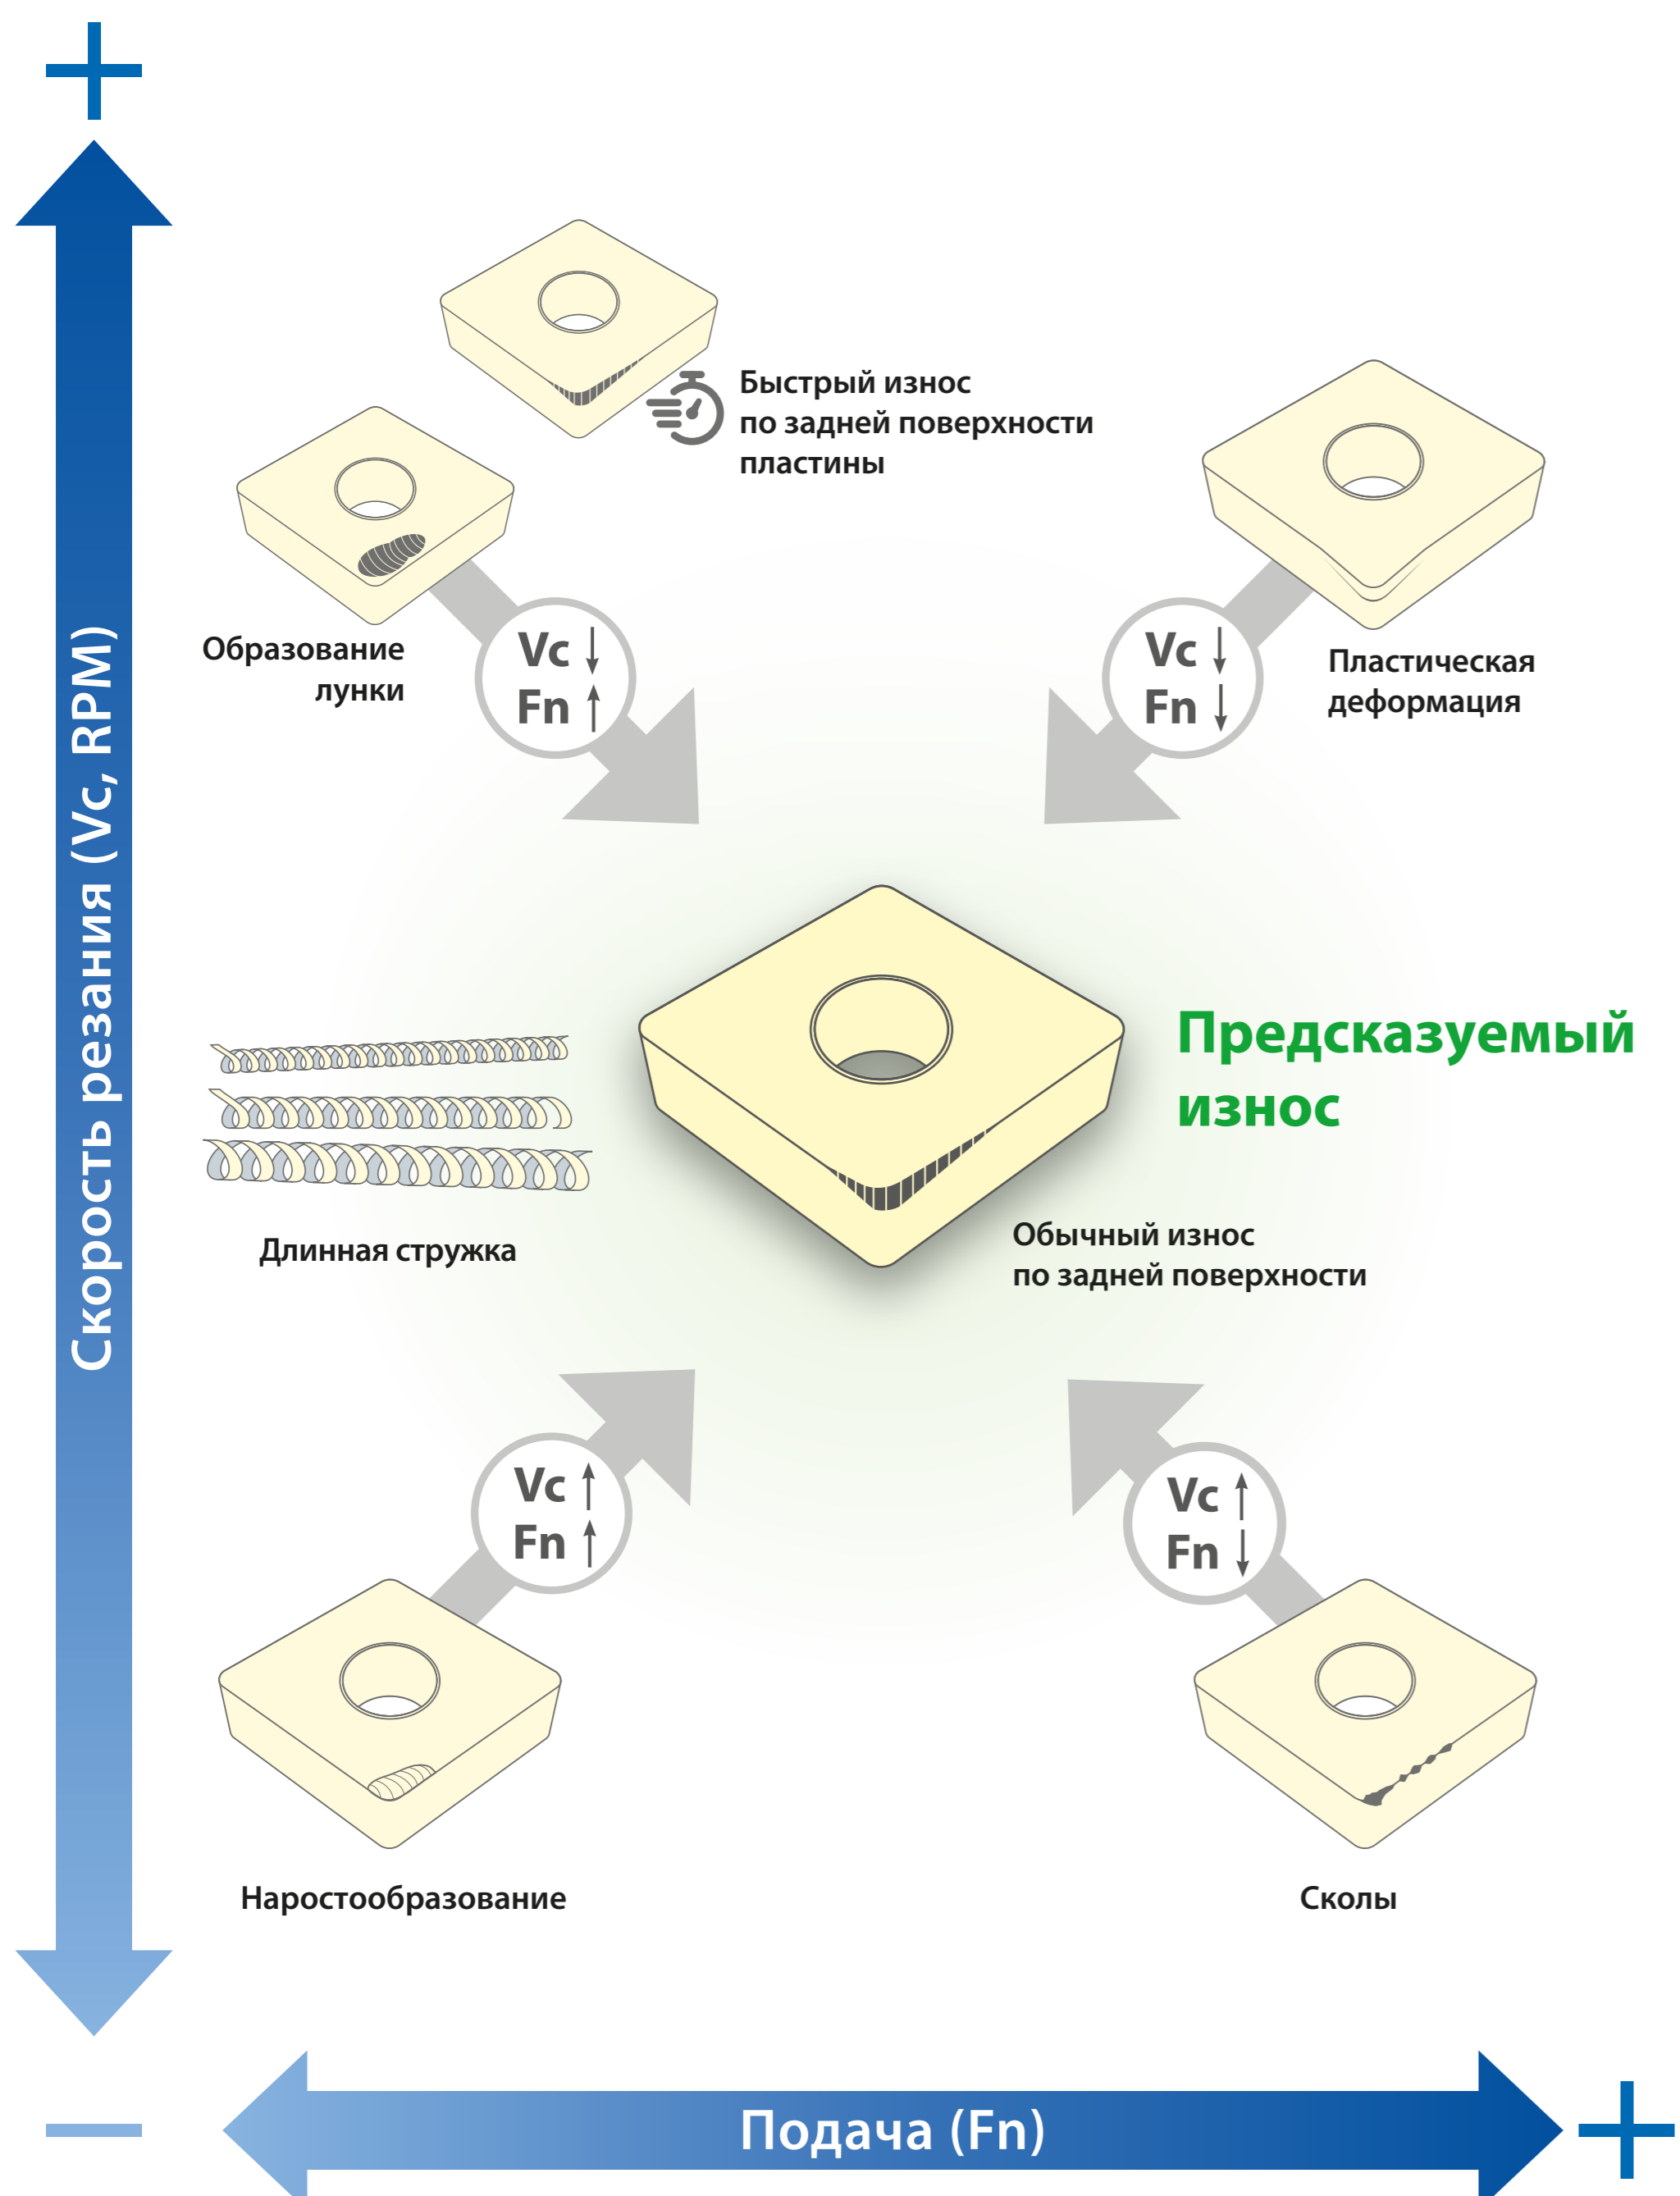 +
Быстрый износ
по задней поверхности
пластины
Образование
лунки
Vc ↓
Fn ↑
Vc ↓
Fn ↓
Пластическая
деформация
Скорость резания (Vc, RPM)
Предсказуемый
износ
Длинная стружка
Обычный износ
по задней поверхности
Vc ↑
Fn ↑
Vc ↑
Fn ↓
Наростообразование
Сколы
−
Подача (Fn)
+